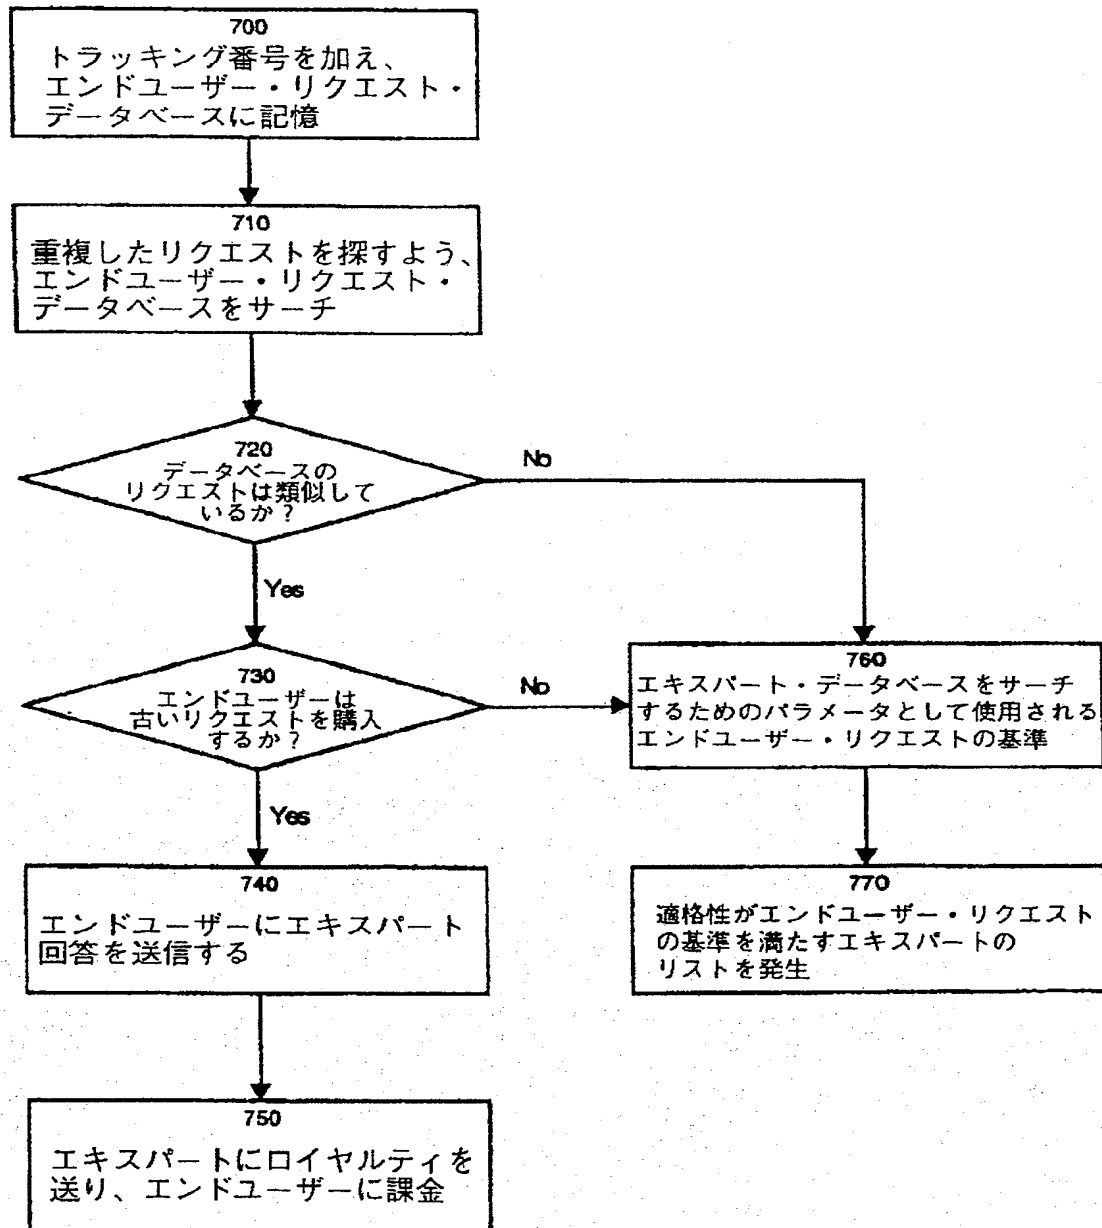 700
トラッキング番号を加え、
エンドユーザー・リクエスト・
データベースに記憶
710
重複したリクエストを探すよう、
エンドユーザー・リクエスト・
データベースをサーチ
720
データベースの
リクエストは類似して
いるか？
No
Yes
730
エンドユーザーは
古いリクエストを購入
するか？
No
Yes
760
エキスパート・データベースをサーチ
するためのパラメータとして使用される
エンドユーザー・リクエストの基準
740
エンドユーザーにエキスパート
回答を送信する
770
適格性がエンドユーザー・リクエスト
の基準を満たすエキスパートの
リストを発生
750
エキスパートにロイヤルティを
送り、エンドユーザーに課金